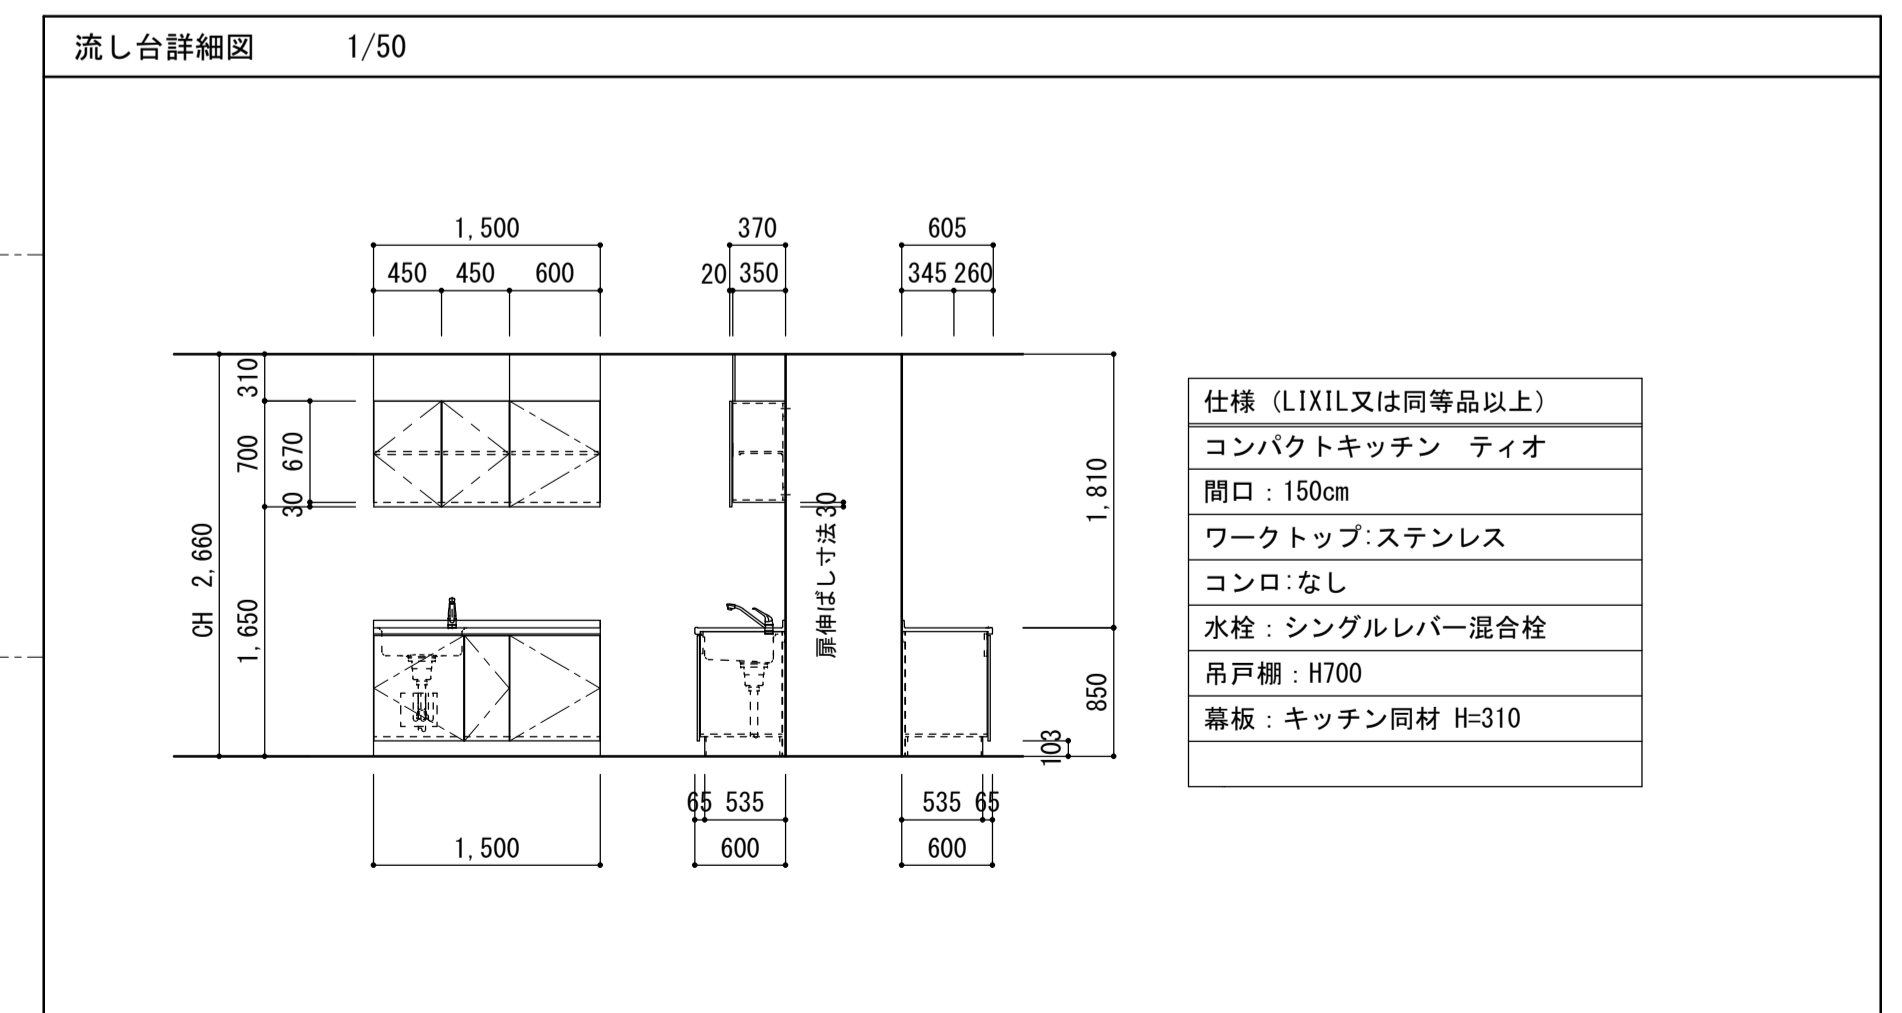 流し台詳細図　　1/50
1,500
370
605
450 450 600
20 350
345 260
310
700
670
30
CH 2,660
1,650
扉伸ばし寸法30
1,810
850
103
65 535
535 65
1,500
600
600
仕様（LIXIL又は同等品以上）
コンパクトキッチン　ティオ
間口：150cm
ワークトップ:ステンレス
コンロ:なし
水栓：シングルレバー混合栓
吊戸棚：H700
幕板：キッチン同材 H=310